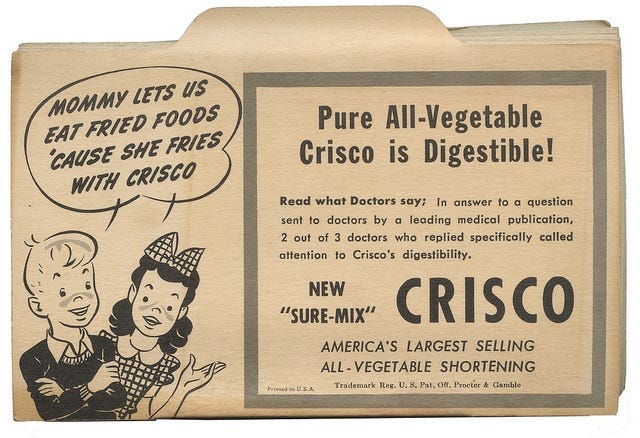 MOMMY LETS US
EAT FRIED FOODS
'CAUSE SHE FRIES
WITH CRISCO
Pure All-Vegetable
Crisco is Digestible!
Read what Doctors say; In answer to a question
sent to doctors by a leading medical publication,
2 out of 3 doctors who replied specifically called
attention to Crisco's digestibility.
NEW
"SURE-MIX"
CRISCO
AMERICA'S LARGEST SELLING
ALL-VEGETABLE SHORTENING
Printed in U.S.A.
Trademark Reg. U. S. Pat. Off. Procter & Gamble